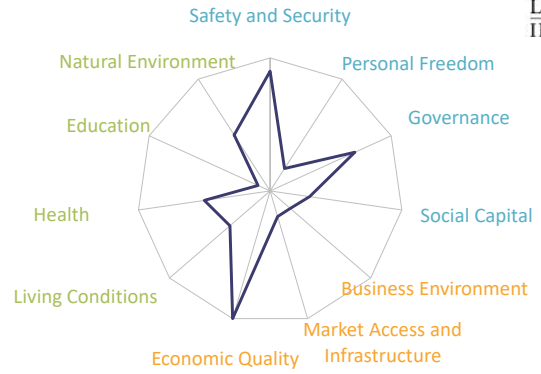 Safety and Security
Natural Environment
Personal Freedom
Education
Governance
Health
Social Capital
Living Conditions
Business Environment
Market Access and
Infrastructure
Economic Quality